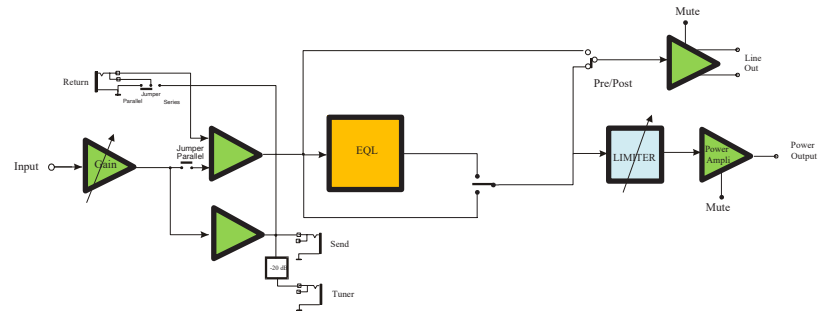 Mute
Line
Out
Return
Jumper
Parallel
Series
Pre/Post
Input
Gain
Jumper
Parallel
EQL
LIMITER
Power
Ampli
Power
Output
Mute
Send
-20 dB
Tuner